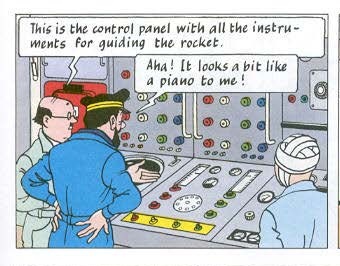 This is the control panel with all the instru-
ments for guiding the rocket.
Aha! It looks a bit like
a piano to me!